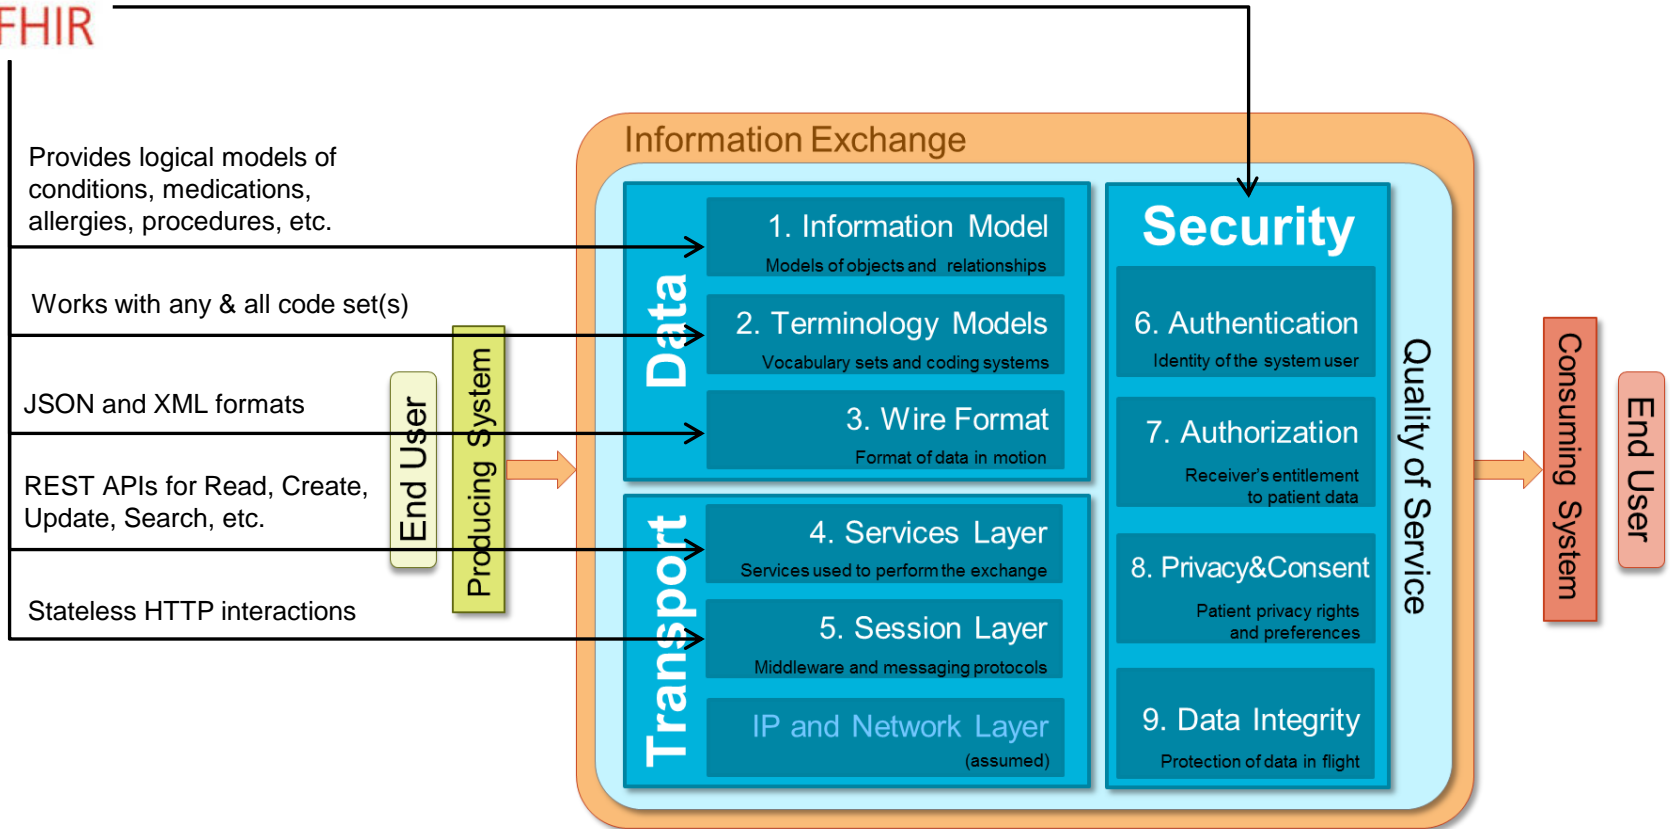 FHIR
Provides logical models of
conditions, medications,
allergies, procedures, etc.
Works with any & all code set(s)
JSON and XML formats
REST APIs for Read, Create,
Update, Search, etc.
Stateless HTTP interactions
End User
Producing System
Information Exchange
Data
1. Information Model
Models of objects and relationships
2. Terminology Models
Vocabulary sets and coding systems
3. Wire Format
Format of data in motion
Transport
4. Services Layer
Services used to perform the exchange
5. Session Layer
Middleware and messaging protocols
IP and Network Layer
(assumed)
Security
6. Authentication
Identity of the system user
7. Authorization
Receiver's entitlement
to patient data
8. Privacy&Consent
Patient privacy rights
and preferences
9. Data Integrity
Protection of data in flight
Quality of Service
Consuming System
End User